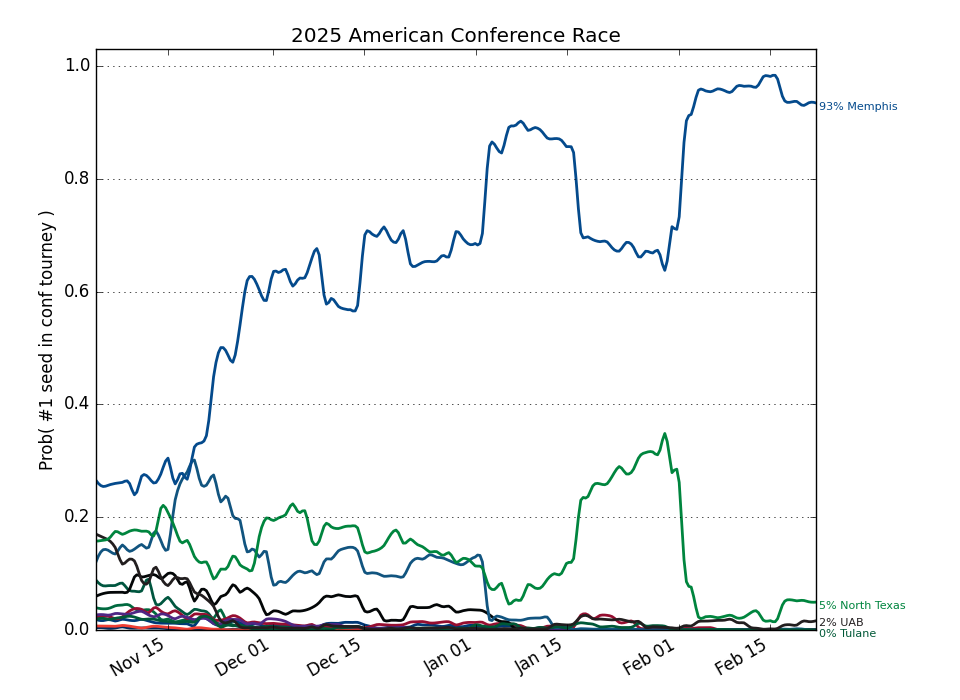 2025 American Conference Race
Prob( #1 seed in conf tourney )
1.0
0.8
0.6
0.4
0.2
0.0
93% Memphis
5% North Texas
2% UAB
0% Tulane
Nov 15
Dec 01
Dec 15
Jan 01
Jan 15
Feb 01
Feb 15